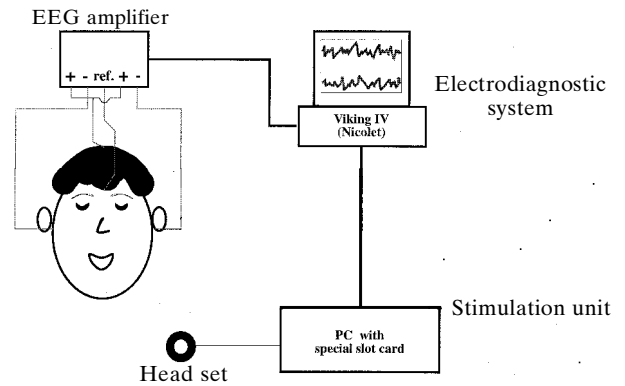 EEG amplifier
+ - ref. + -
Viking IV
(Nicolet)
Electrodiagnostic
system
Stimulation unit
PC with
special slot card
Head set